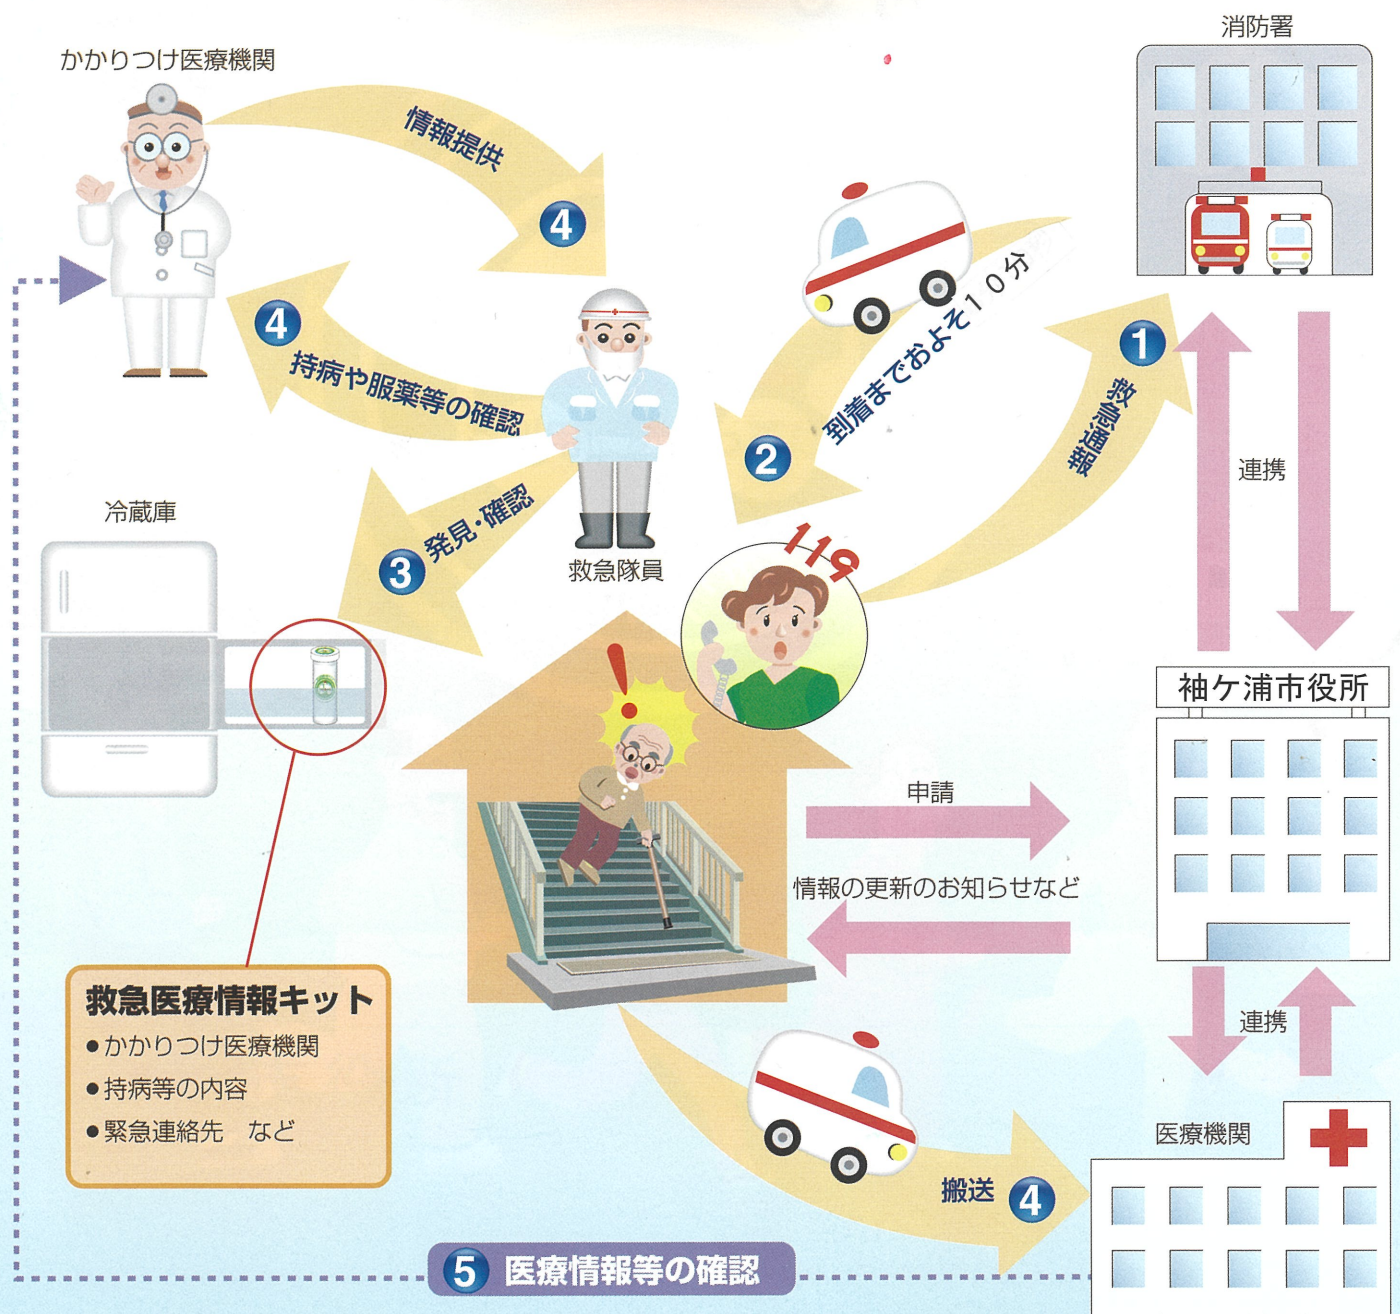 消防署
かかりつけ医療機関
情報提供
4
到着までおよそ10分
1
救急通報
4
持病や服薬等の確認
2
連携
冷蔵庫
3
発見・確認
救急隊員
119
!
袖ケ浦市役所
申請
情報の更新のお知らせなど
救急医療情報キット
●かかりつけ医療機関
●持病等の内容
●緊急連絡先 など
連携
医療機関
搬送
4
5 医療情報等の確認